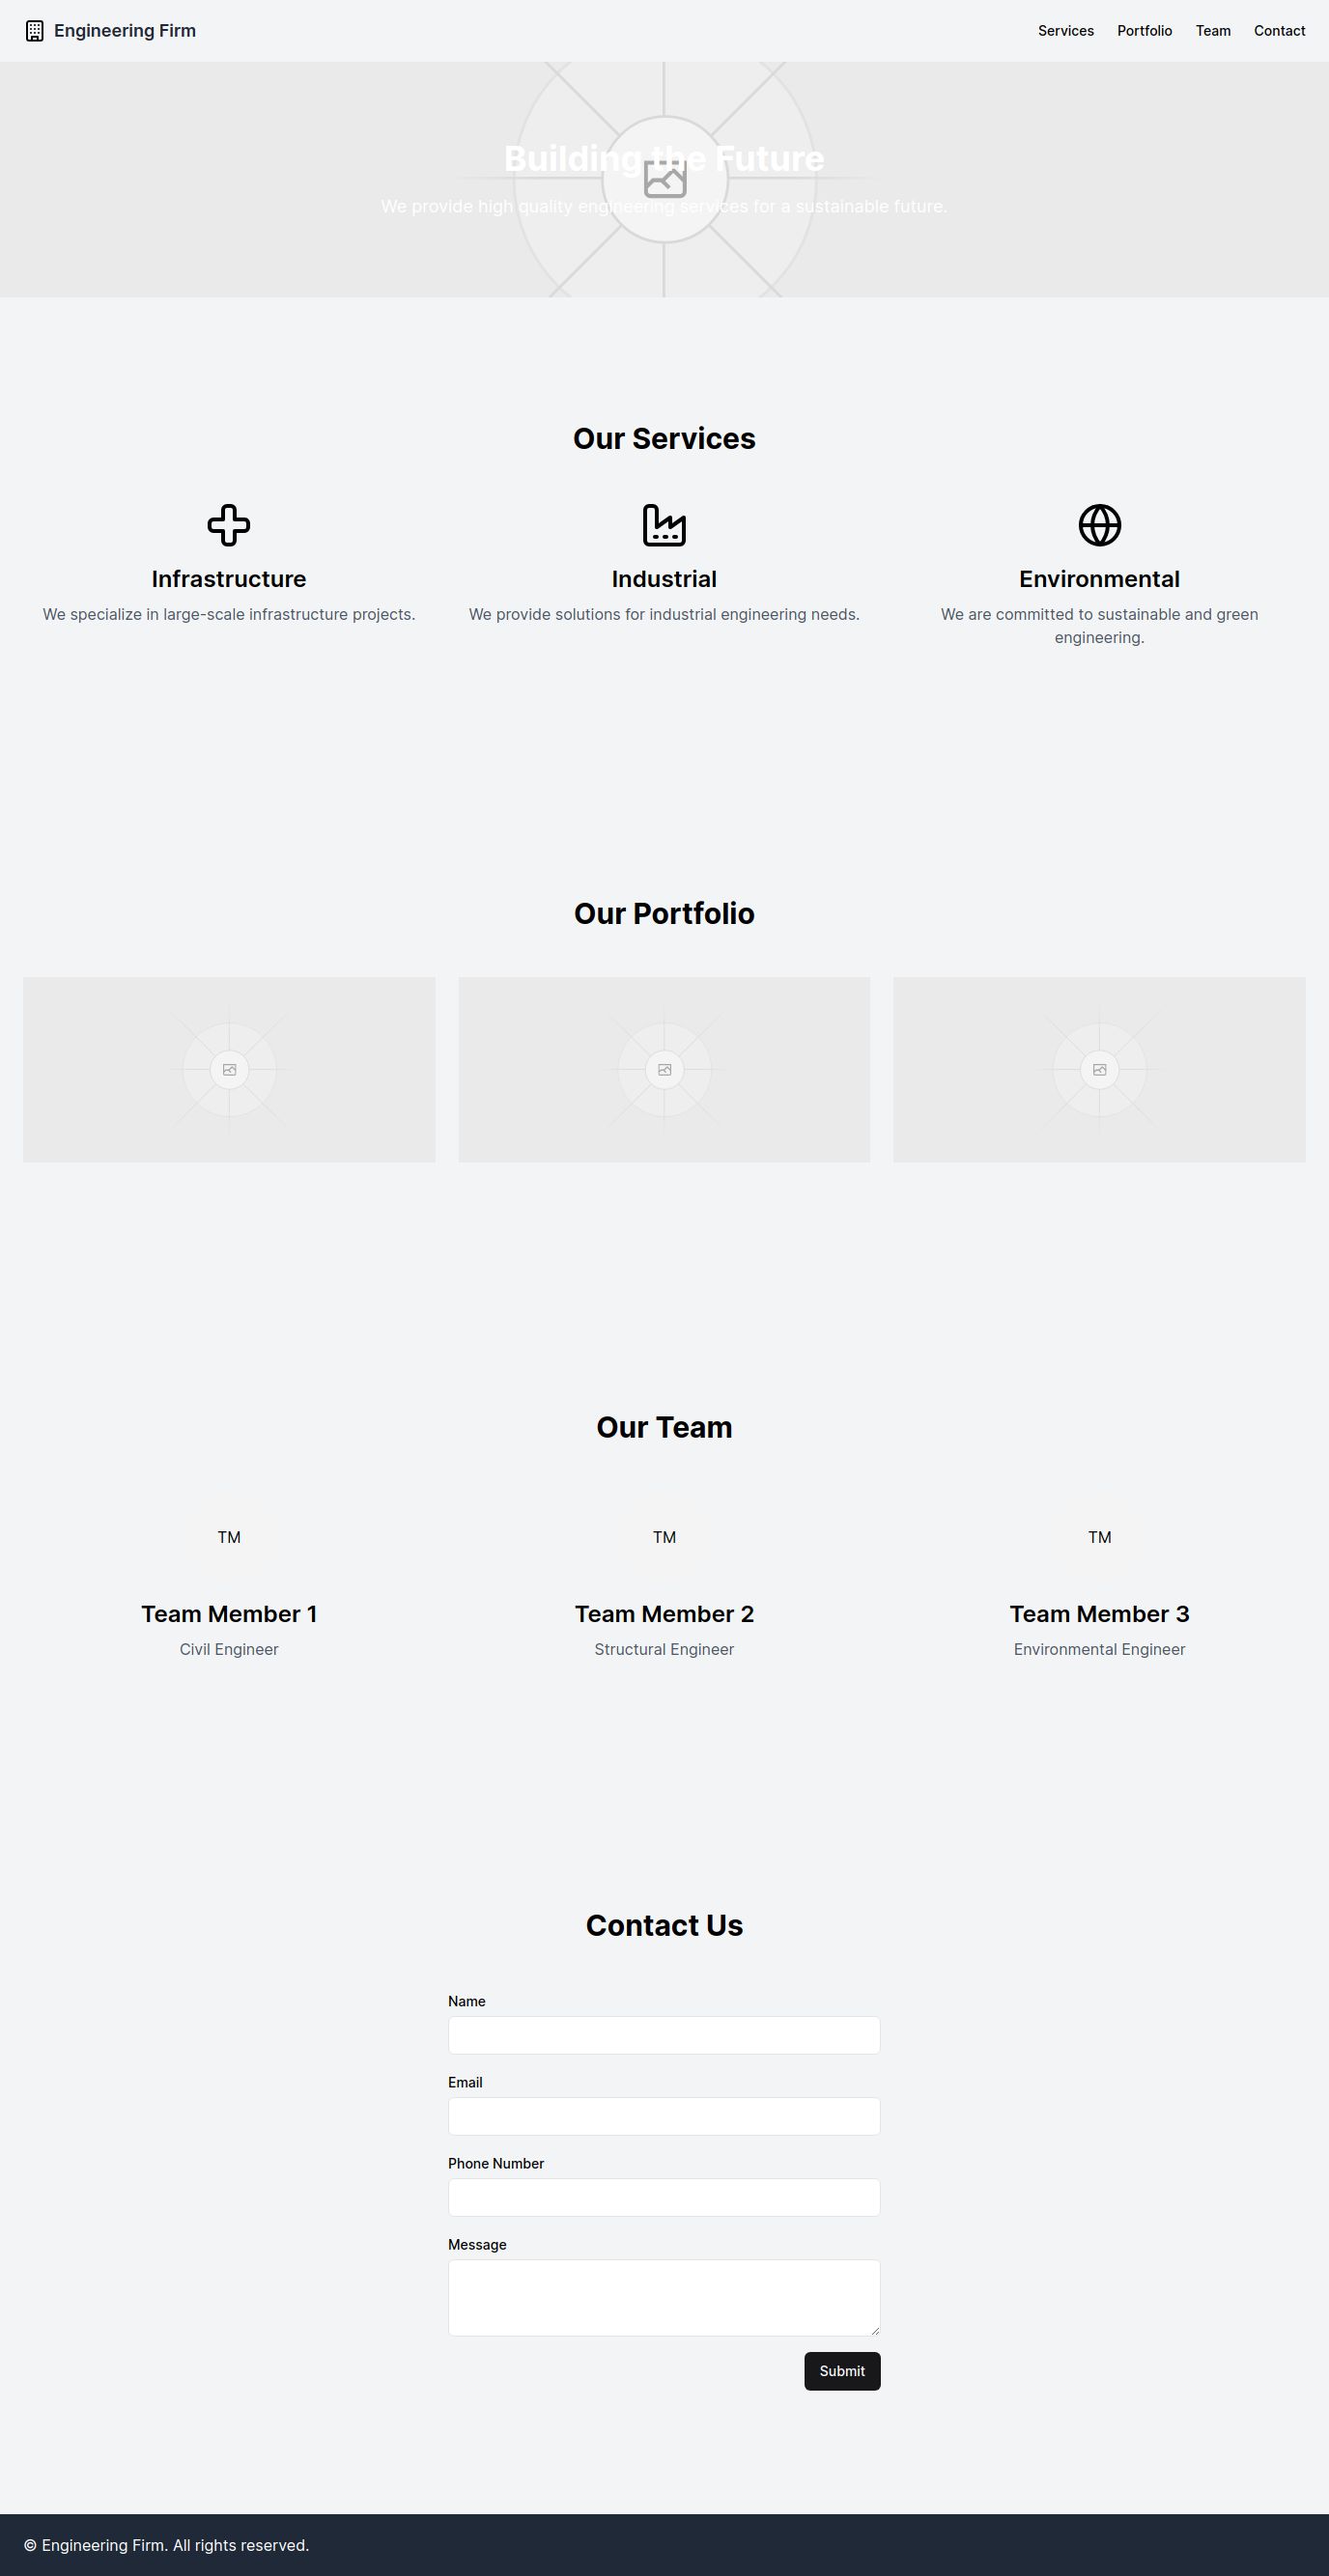 Engineering Firm
Services
Portfolio
Team
Contact
Building the Future
We provide high quality engineering services for a sustainable future.
Our Services
Infrastructure
We specialize in large-scale infrastructure projects.
Industrial
We provide solutions for industrial engineering needs.
Environmental
We are committed to sustainable and green
engineering.
Our Portfolio
Our Team
TM
Team Member 1
Civil Engineer
TM
Team Member 2
Structural Engineer
TM
Team Member 3
Environmental Engineer
Contact Us
Name
Email
Phone Number
Message
Submit
© Engineering Firm. All rights reserved.